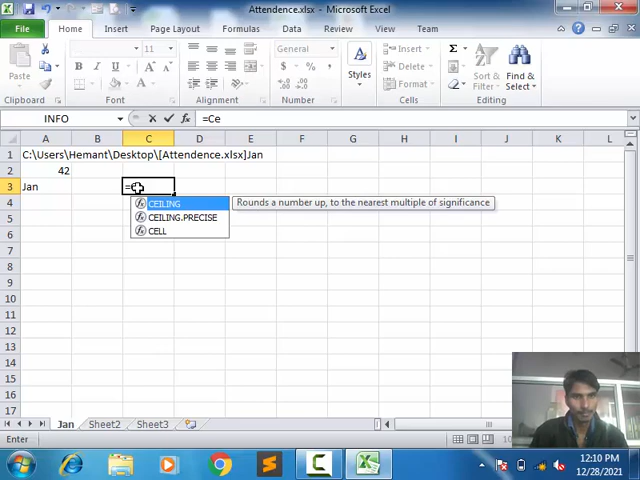 Attendence.xlsx - Microsoft Excel
File Home Insert Page Layout Formulas Data Review View
Paste
Clipboard
11
B I U
Font
Alignment
General
$ % ,
Number
Styles
Insert
Delete
Format
Cells
Σ
Sort & Filter
Find & Select
Editing
INFO fx =Ce
A B C D E F G H I J K L
1 C:\Users\Hemant\Desktop\[Attendence.xlsx]Jan
2 42
3 Jan
4 CEILING Rounds a number up, to the nearest multiple of significance
5 CEILING.PRECISE
6 CELL
7
8
9
10
11
12
13
14
15
16
17
Jan Sheet2 Sheet3
Enter
12:10 PM
12/28/2021